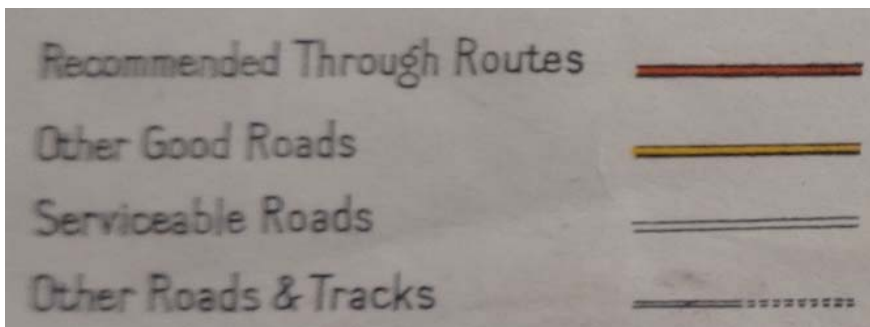 Recommended Through Routes
Other Good Roads
Serviceable Roads
Other Roads & Tracks